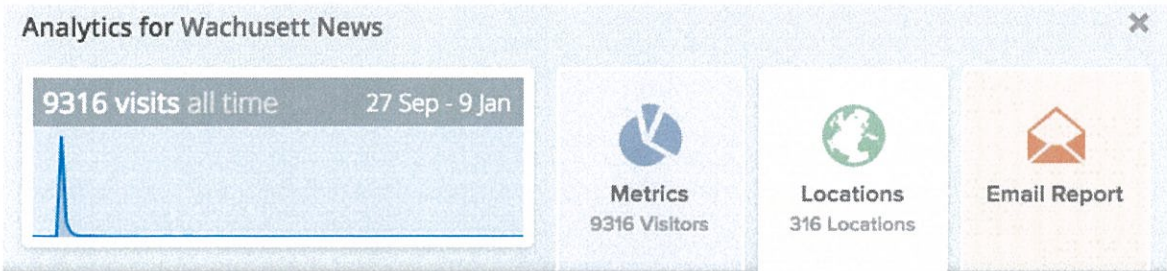 Analytics for Wachusett News
9316 visits all time 27 Sep - 9 Jan
Metrics
9316 Visitors
Locations
316 Locations
Email Report